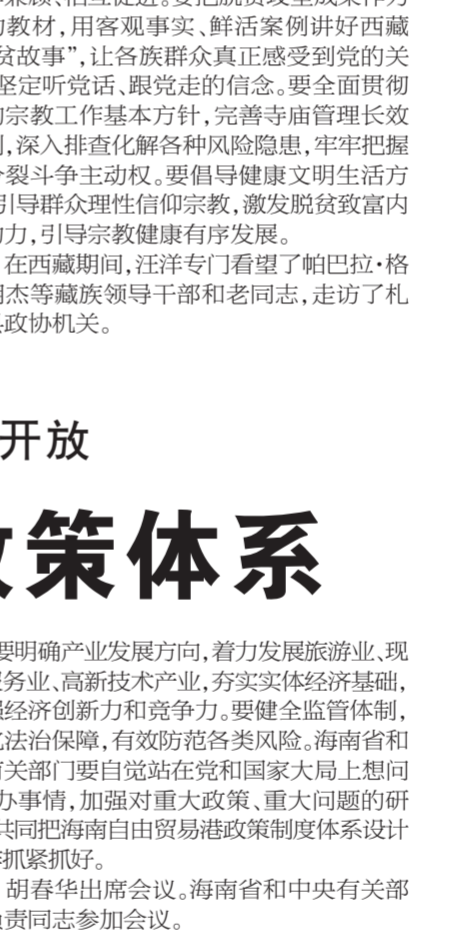 教材，用客观事实、鲜活案例讲好西藏
贫故事”，让各族群众真正感受到党的关
坚定听党话、跟党走的信念。要全面贯彻
宗教工作基本方针，完善寺庙管理长效
，深入排查化解各种风险隐患，牢牢把握
裂斗争主动权。要倡导健康文明生活方
引导群众理性信仰宗教，激发脱贫致富内
力，引导宗教健康有序发展。
在西藏期间，汪洋专门看望了帕巴拉·格
杰等藏族领导干部和老同志，走访了札
政协机关。
开放
策体系
要明确产业发展方向，着力发展旅游业、现
务业、高新技术产业，夯实实体经济基础，
经济创新力和竞争力。要健全监管体制，
法治保障，有效防范各类风险。海南省和
关部门要自觉站在党和国家大局上想问
办事情，加强对重大政策、重大问题的研
共同把海南自由贸易港政策制度体系设计
抓紧抓好。
胡春华出席会议。海南省和中央有关部
责同志参加会议。